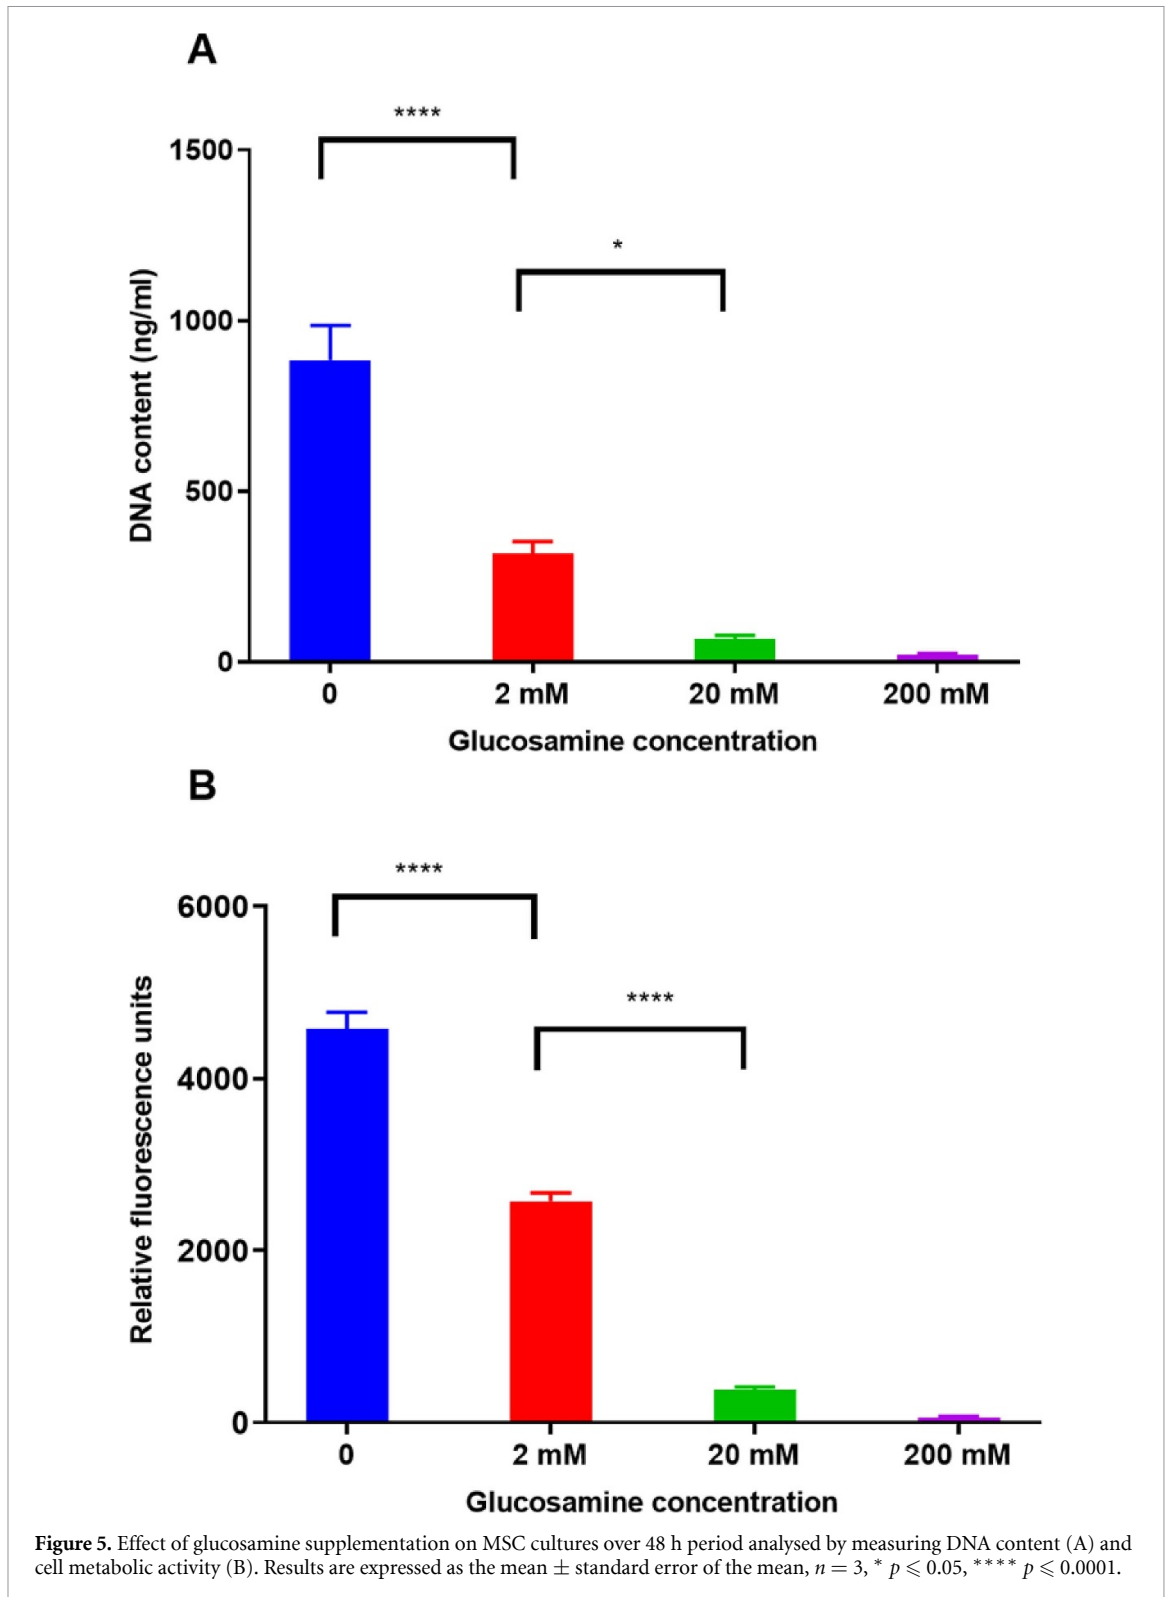 A
****
1500
*
1000
500
0
DNA content (ng/ml)
0 2 mM 20 mM 200 mM
Glucosamine concentration
B
****
6000
****
4000
2000
0
Relative fluorescence units
0 2 mM 20 mM 200 mM
Glucosamine concentration
Figure 5. Effect of glucosamine supplementation on MSC cultures over 48 h period analysed by measuring DNA content (A) and
cell metabolic activity (B). Results are expressed as the mean ± standard error of the mean, n = 3, * p ⩽ 0.05, **** p ⩽ 0.0001.